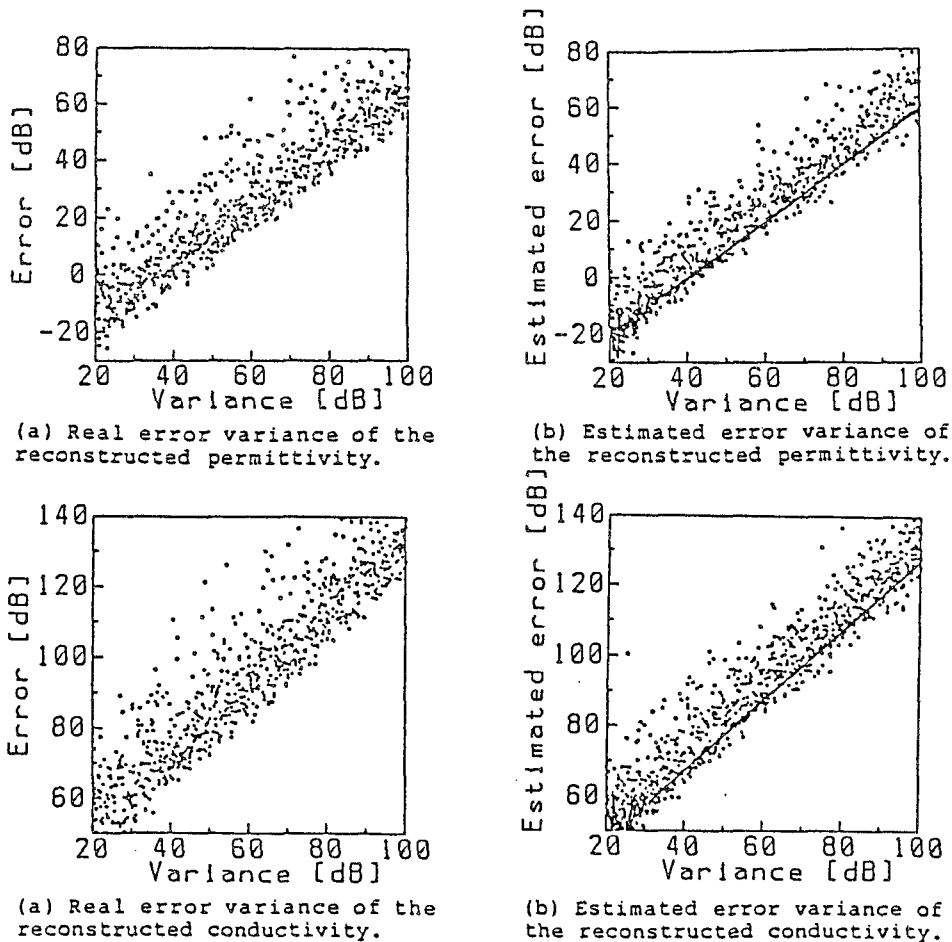 80
60
40
20
0
-20
Error [dB]
20 40 60 80 100
Variance [dB]
(a) Real error variance of the
reconstructed permittivity.
80
60
40
20
0
-20
Estimated error [dB]
20 40 60 80 100
Variance [dB]
(b) Estimated error variance of
the reconstructed permittivity.
140
120
100
80
60
Error [dB]
20 40 60 80 100
Variance [dB]
(a) Real error variance of the
reconstructed conductivity.
140
120
100
80
60
Estimated error [dB]
20 40 60 80 100
Variance [dB]
(b) Estimated error variance of
the reconstructed conductivity.